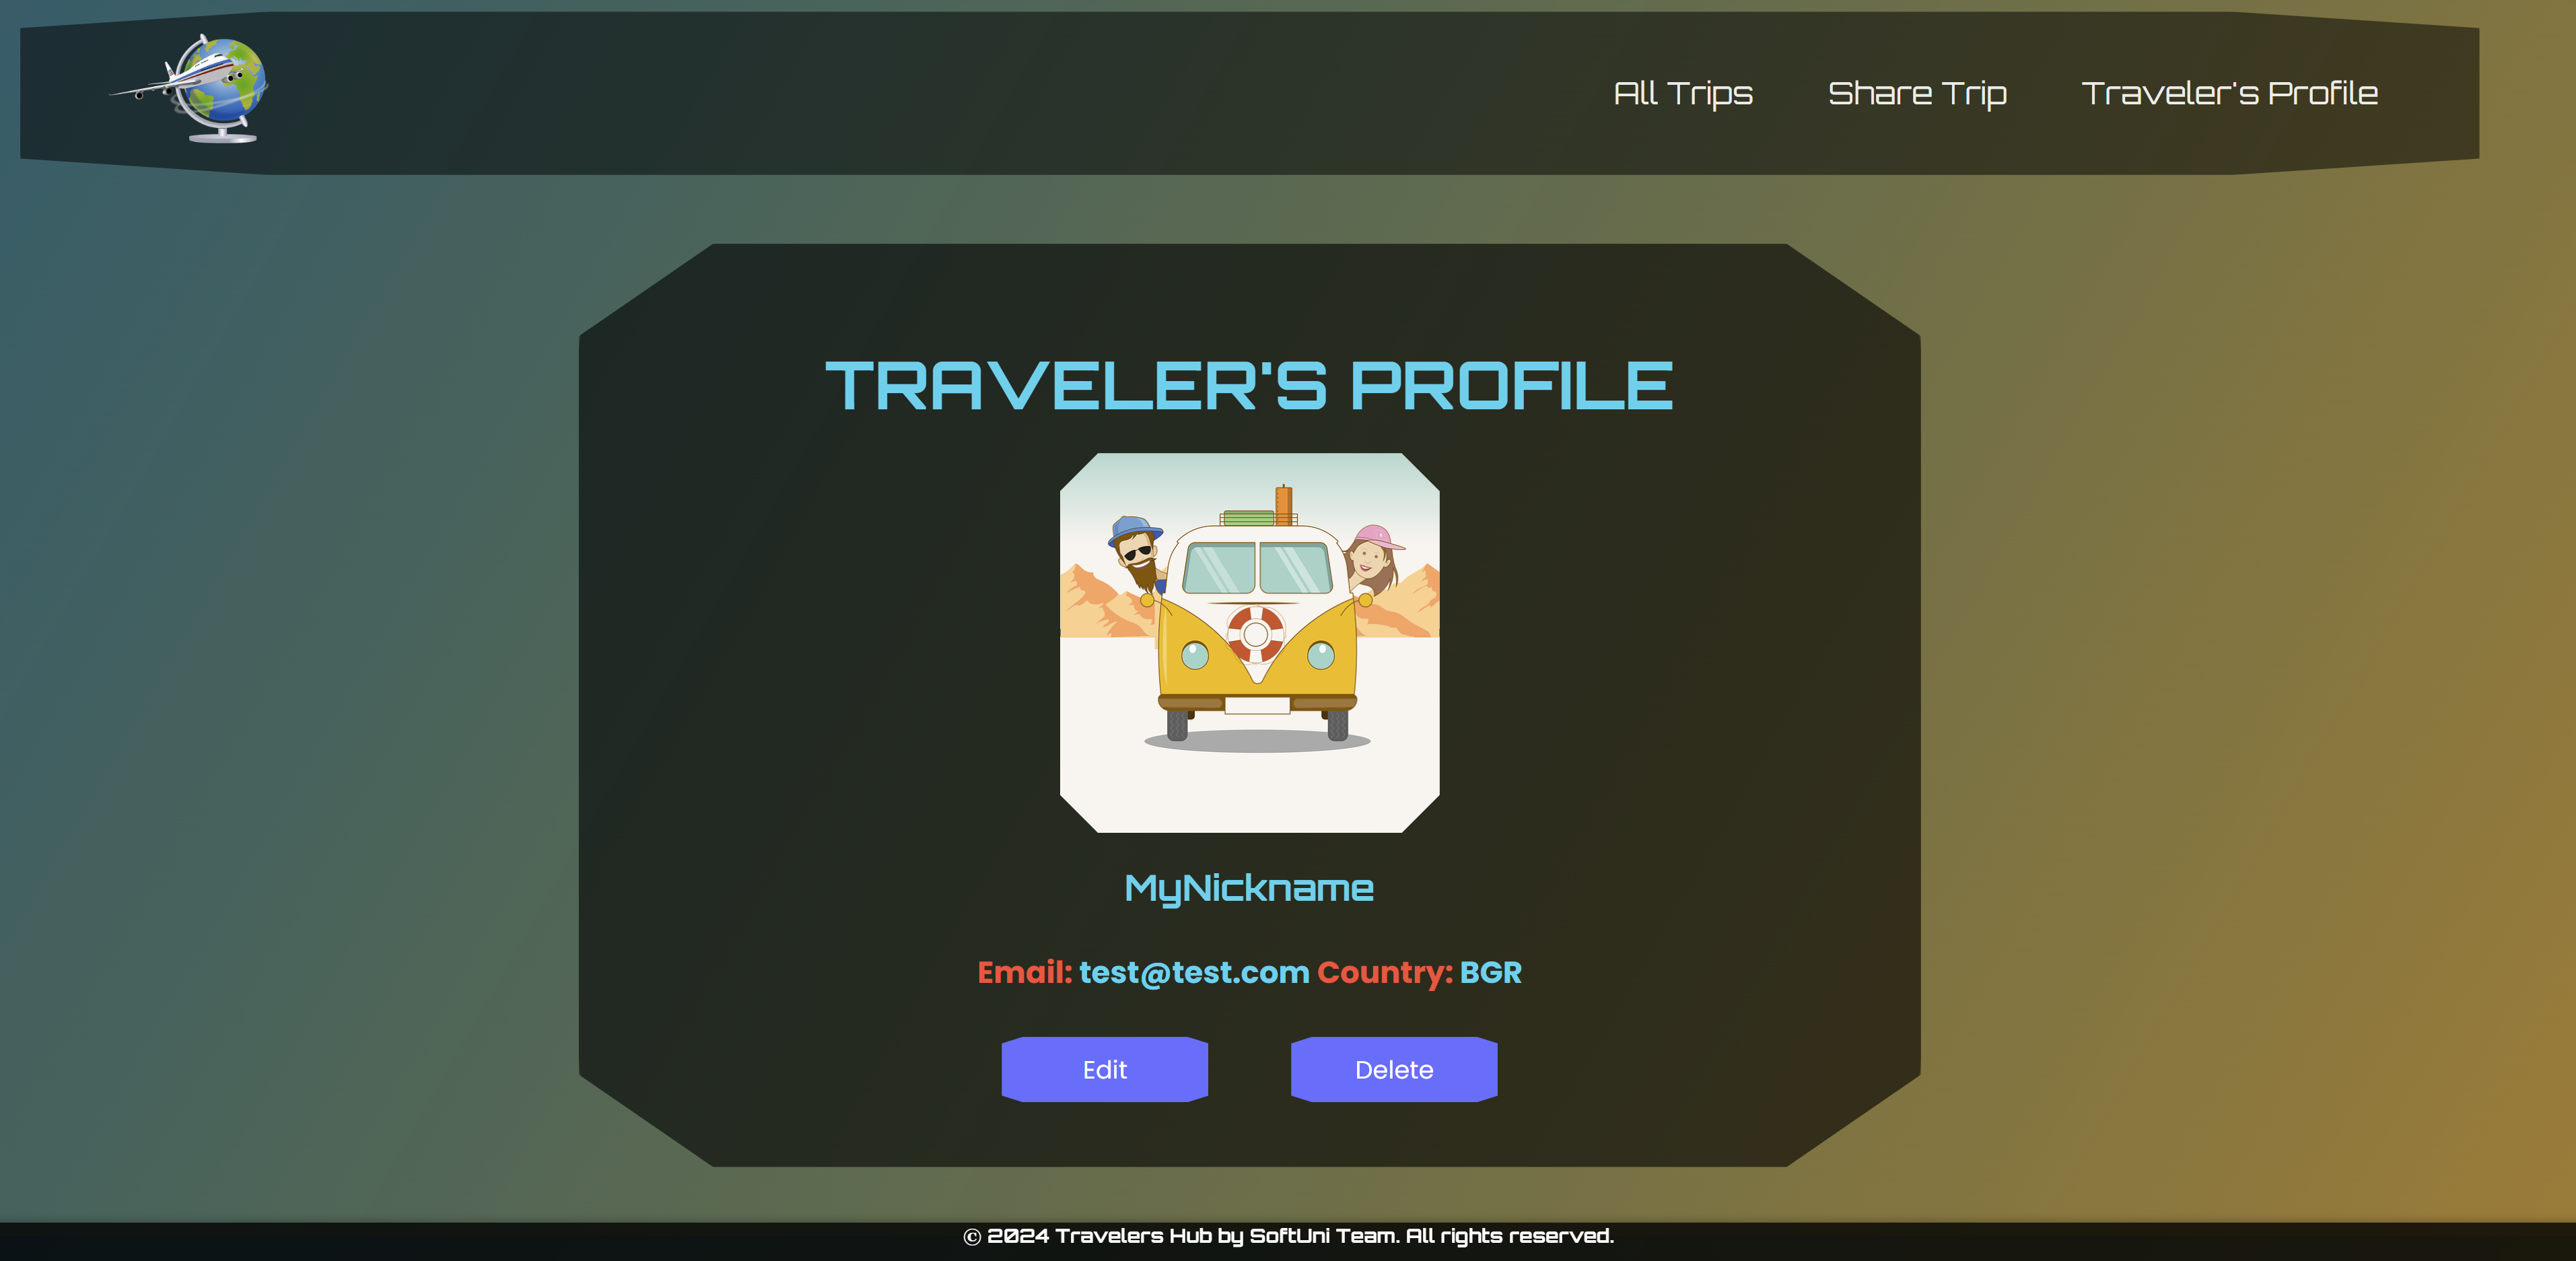 All Trips Share Trip Traveler's Profile
TRAVELER'S PROFILE
MyNickname
Email: test@test.com Country: BGR
Edit Delete
© 2024 Travelers Hub by SoftUni Team. All rights reserved.